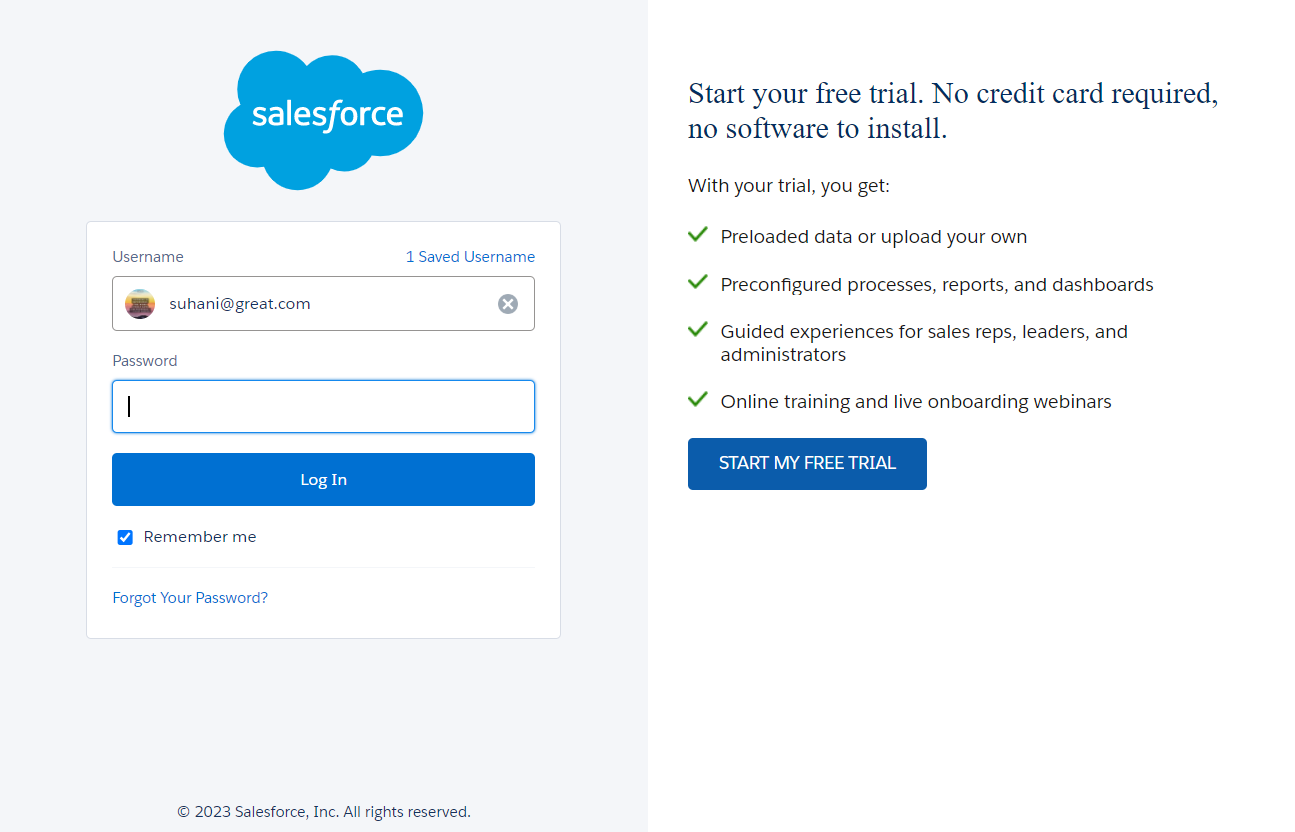 salesforce
Username
1 Saved Username
suhani@great.com
Password
Log In
Remember me
Forgot Your Password?
© 2023 Salesforce, Inc. All rights reserved.
Start your free trial. No credit card required,
no software to install.
With your trial, you get:
Preloaded data or upload your own
Preconfigured processes, reports, and dashboards
Guided experiences for sales reps, leaders, and
administrators
Online training and live onboarding webinars
START MY FREE TRIAL